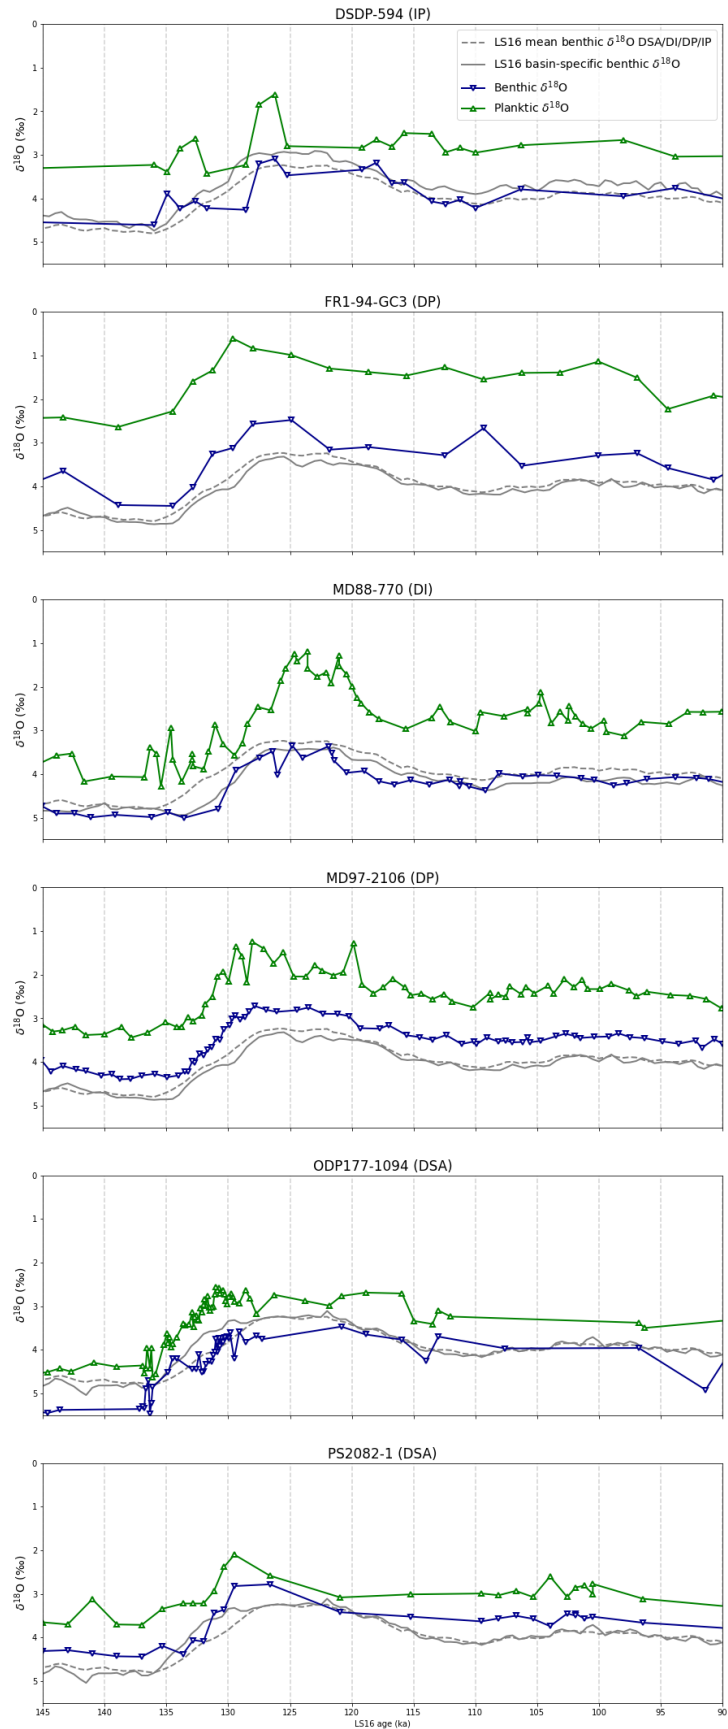 DSDP-594 (IP)
LS16 mean benthic δ¹⁸O DSA/DI/DP/IP
LS16 basin-specific benthic δ¹⁸O
Benthic δ¹⁸O
Planktic δ¹⁸O
0
1
2
3
4
5
δ¹⁸O (‰)
FR1-94-GC3 (DP)
0
1
2
3
4
5
δ¹⁸O (‰)
MD88-770 (DI)
0
1
2
3
4
5
δ¹⁸O (‰)
MD97-2106 (DP)
0
1
2
3
4
5
δ¹⁸O (‰)
ODP177-1094 (DSA)
0
1
2
3
4
5
δ¹⁸O (‰)
PS2082-1 (DSA)
0
1
2
3
4
5
δ¹⁸O (‰)
145 140 135 130 125 120 115 110 105 100 95 90
LS16 age (ka)